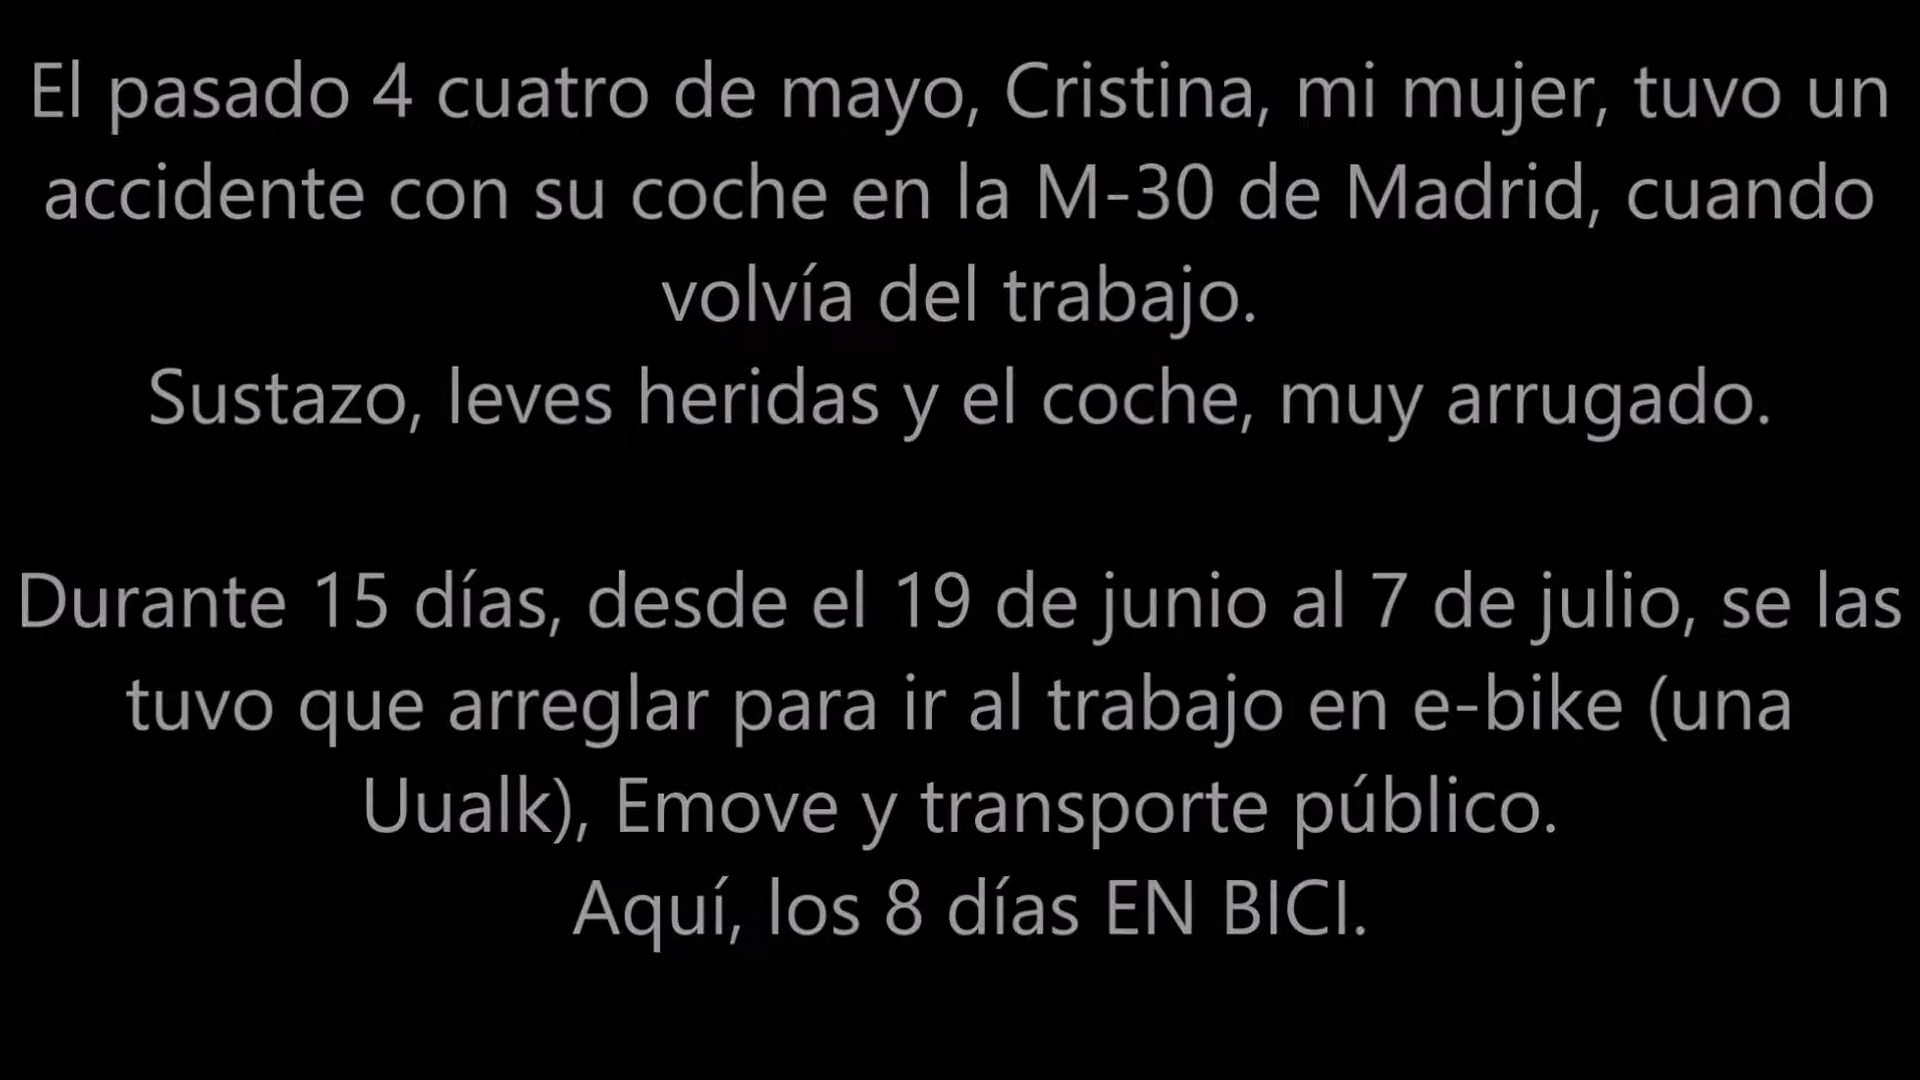 El pasado 4 cuatro de mayo, Cristina, mi mujer, tuvo un
accidente con su coche en la M-30 de Madrid, cuando
volvía del trabajo.
Sustazo, leves heridas y el coche, muy arrugado.
Durante 15 días, desde el 19 de junio al 7 de julio, se las
tuvo que arreglar para ir al trabajo en e-bike (una
Uualk), Emove y transporte público.
Aquí, los 8 días EN BICI.